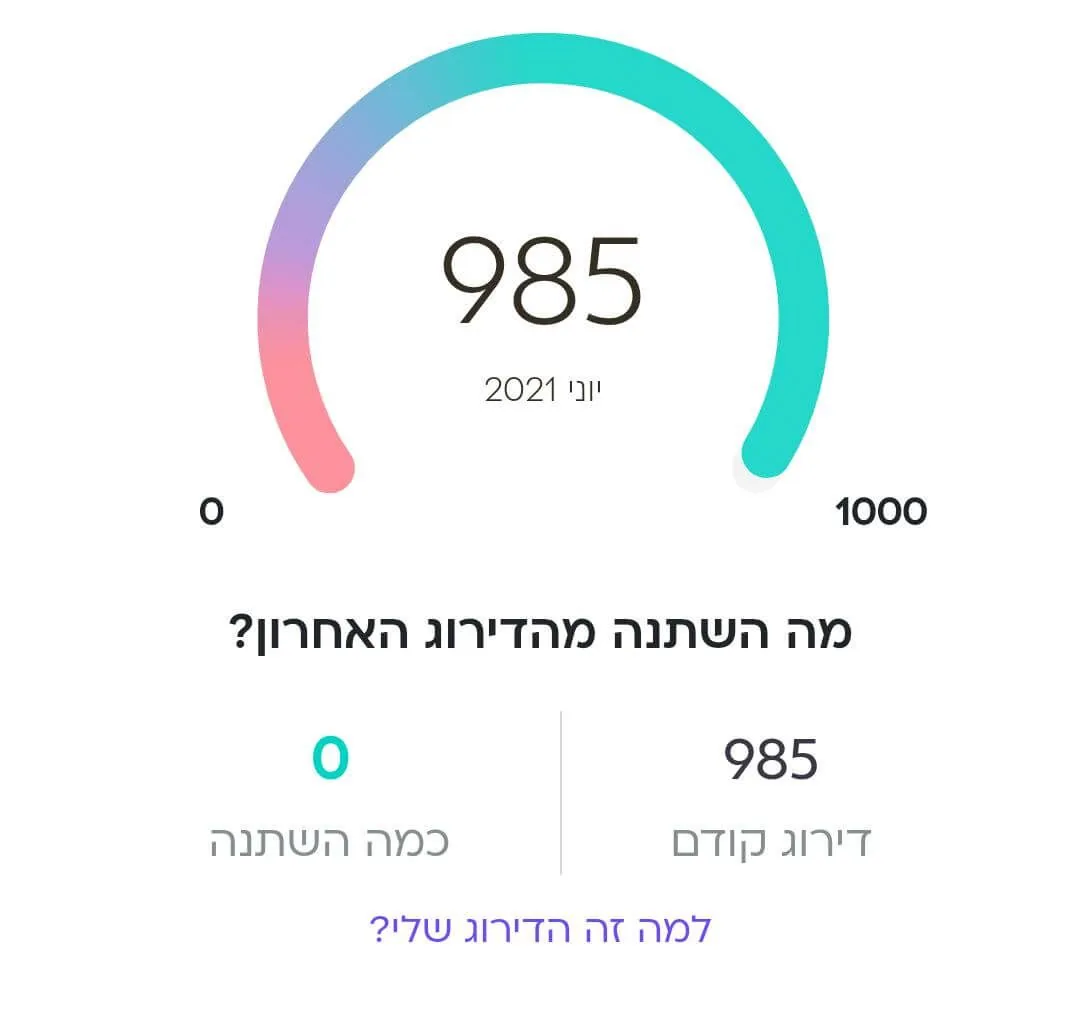 985
יוני 2021
0
1000
מה השתנה מהדירוג האחרון?
985
דירוג קודם
0
כמה השתנה
למה זה הדירוג שלי?